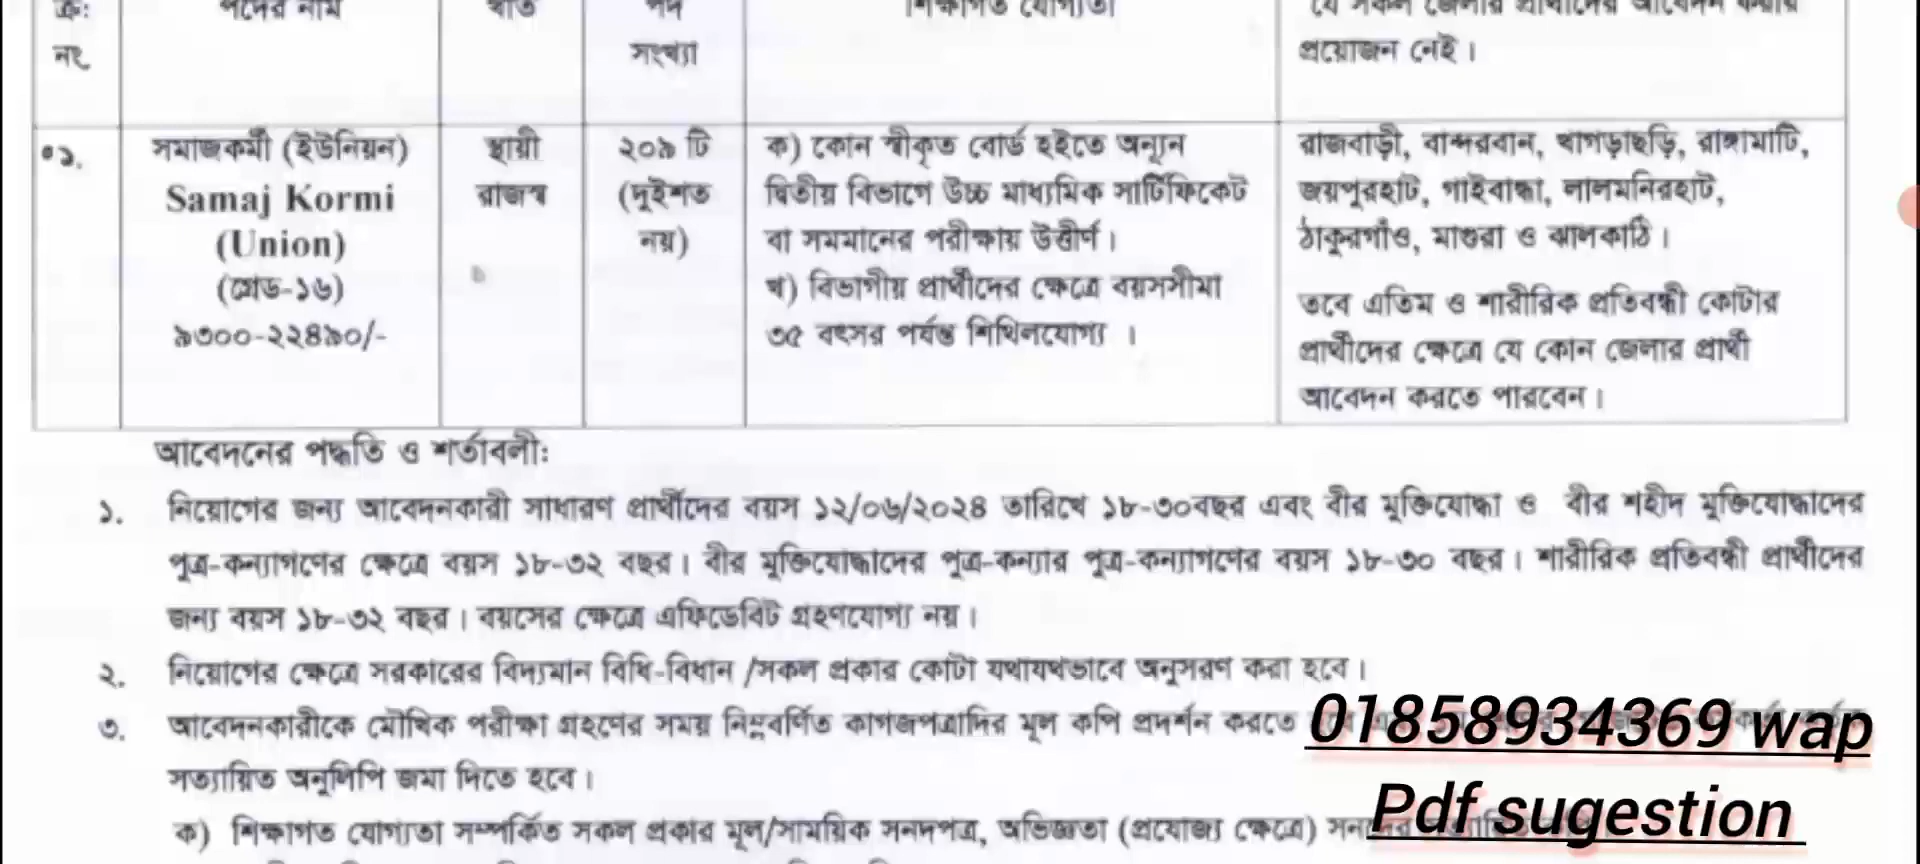 ক্র:
পদের নাম
খাত
পদ
শিক্ষাগত যোগ্যতা
যে সকল জেলার প্রার্থীদের আবেদন করার
নং
সংখ্যা
প্রয়োজন নেই।
০১.
সমাজকর্মী (ইউনিয়ন)
Samaj Kormi
(Union)
(গ্রেড-১৬)
৯৩০০-২২৪৯০/-
স্থায়ী
রাজস্ব
২০৯ টি
(দুইশত
নয়)
ক) কোন স্বীকৃত বোর্ড হইতে অন্যূন
দ্বিতীয় বিভাগে উচ্চ মাধ্যমিক সার্টিফিকেট
বা সমমানের পরীক্ষায় উত্তীর্ণ।
খ) বিভাগীয় প্রার্থীদের ক্ষেত্রে বয়সসীমা
৩৫ বৎসর পর্যন্ত শিথিলযোগ্য ।
রাজবাড়ী, বান্দরবান, খাগড়াছড়ি, রাঙ্গামাটি,
জয়পুরহাট, গাইবান্ধা, লালমনিরহাট,
ঠাকুরগাঁও, মাগুরা ও ঝালকাঠি।
তবে এতিম ও শারীরিক প্রতিবন্ধী কোটার
প্রার্থীদের ক্ষেত্রে যে কোন জেলার প্রার্থী
আবেদন করতে পারবেন।
আবেদনের পদ্ধতি ও শর্তাবলী:
১. নিয়োগের জন্য আবেদনকারী সাধারণ প্রার্থীদের বয়স ১২/০৬/২০২৪ তারিখে ১৮-৩০বছর এবং বীর মুক্তিযোদ্ধা ও বীর শহীদ মুক্তিযোদ্ধাদের
পুত্র-কন্যাগণের ক্ষেত্রে বয়স ১৮-৩২ বছর। বীর মুক্তিযোদ্ধাদের পুত্র-কন্যার পুত্র-কন্যাগণের বয়স ১৮-৩০ বছর। শারীরিক প্রতিবন্ধী প্রার্থীদের
জন্য বয়স ১৮-৩২ বছর। বয়সের ক্ষেত্রে এফিডেবিট গ্রহণযোগ্য নয়।
২. নিয়োগের ক্ষেত্রে সরকারের বিদ্যমান বিধি-বিধান /সকল প্রকার কোটা যথাযথভাবে অনুসরণ করা হবে।
৩. আবেদনকারীকে মৌখিক পরীক্ষা গ্রহণের সময় নিম্নবর্ণিত কাগজপত্রাদির মূল কপি প্রদর্শন করতে
01858934369 wap
সত্যায়িত অনুলিপি জমা দিতে হবে।
Pdf sugestion
ক) শিক্ষাগত যোগ্যতা সম্পর্কিত সকল প্রকার মূল/সাময়িক সনদপত্র, অভিজ্ঞতা (প্রযোজ্য ক্ষেত্রে)